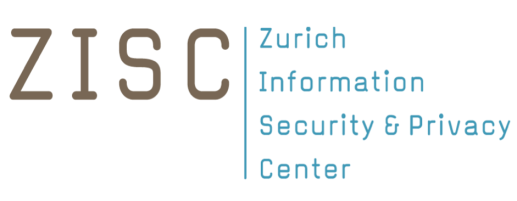 ZISC
Zurich
Information
Security & Privacy
Center